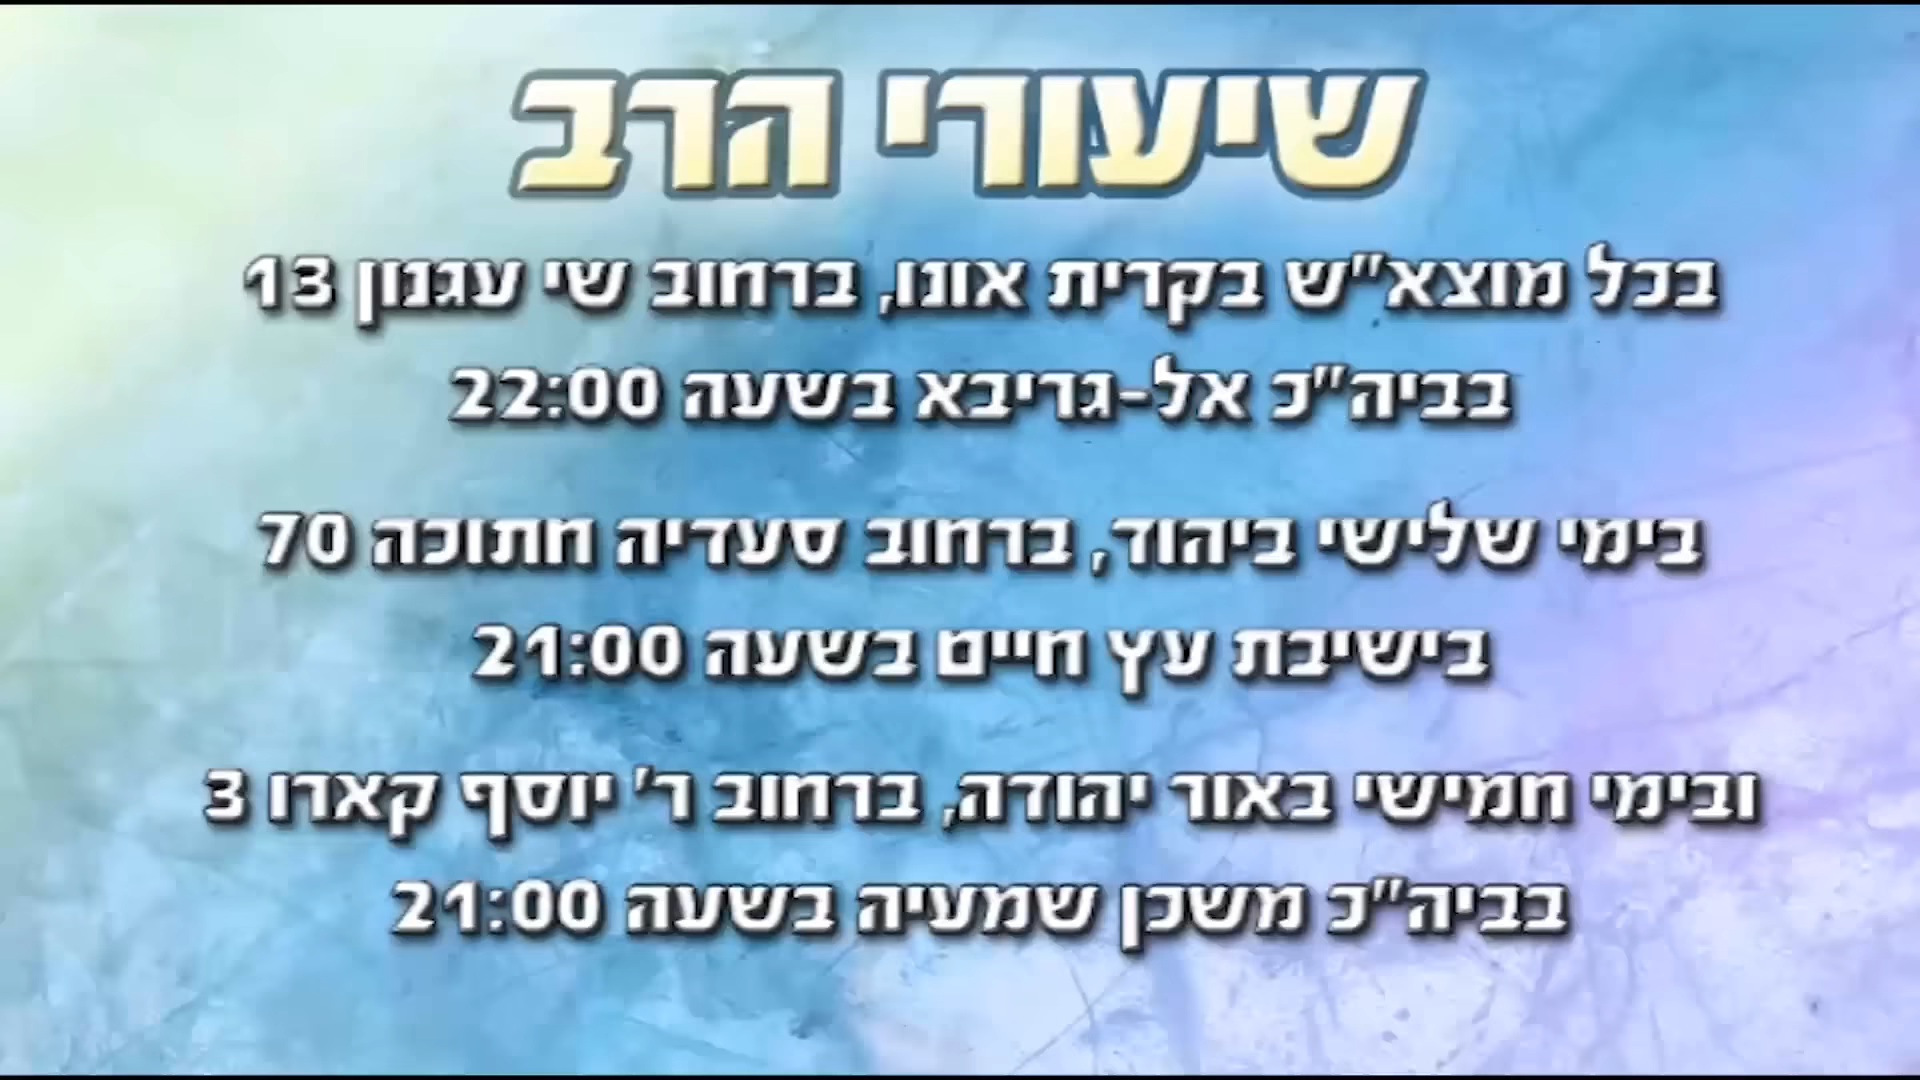 שיעורי הרב
בכל מוצא"ש בקרית אונו, ברחוב שי עגנון 13
בביה"כ אל-גריבא בשעה 22:00
בימי שלישי ביהוד, ברחוב סעדיה חתוכה 70
בישיבת עץ חיים בשעה 21:00
ובימי חמישי באור יהודה, ברחוב ר' יוסף קארו 3
בביה"כ משכן שמעיה בשעה 21:00